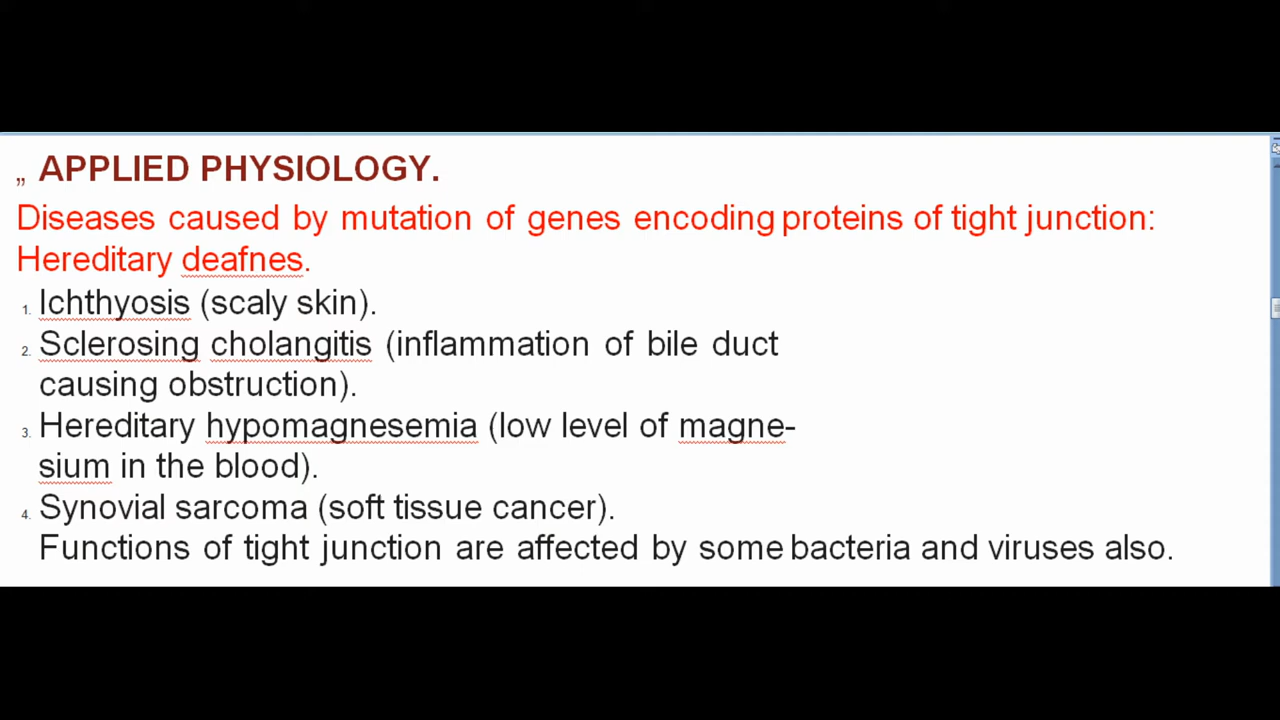 „ APPLIED PHYSIOLOGY.
Diseases caused by mutation of genes encoding proteins of tight junction:
Hereditary deafnes.
1. Ichthyosis (scaly skin).
2. Sclerosing cholangitis (inflammation of bile duct
causing obstruction).
3. Hereditary hypomagnesemia (low level of magne-
sium in the blood).
4. Synovial sarcoma (soft tissue cancer).
Functions of tight junction are affected by some bacteria and viruses also.